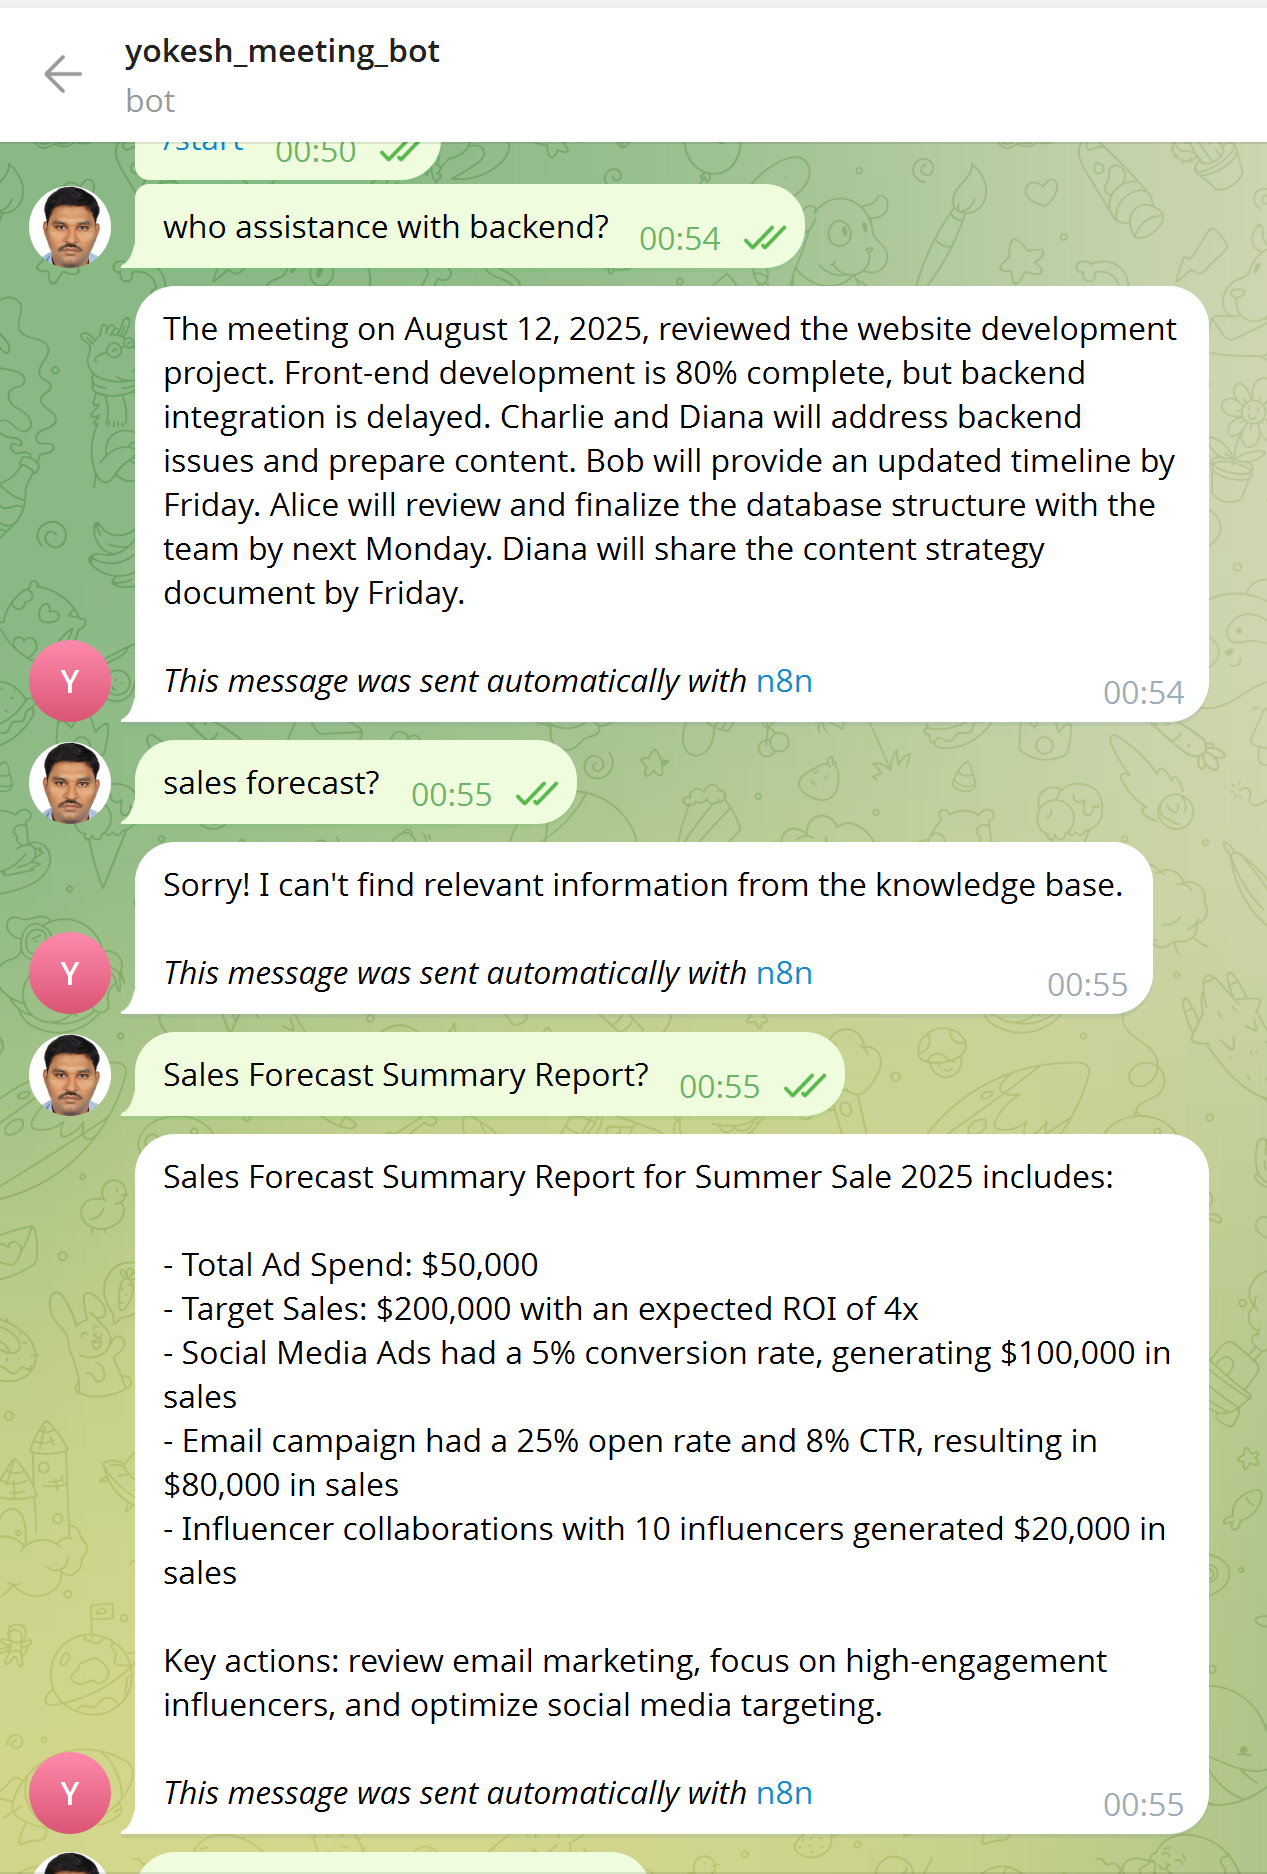 yokesh_meeting_bot
bot
/start 00:50
who assistance with backend? 00:54
The meeting on August 12, 2025, reviewed the website development
project. Front-end development is 80% complete, but backend
integration is delayed. Charlie and Diana will address backend
issues and prepare content. Bob will provide an updated timeline by
Friday. Alice will review and finalize the database structure with the
team by next Monday. Diana will share the content strategy
document by Friday.
Y
This message was sent automatically with n8n 00:54
sales forecast? 00:55
Sorry! I can't find relevant information from the knowledge base.
Y
This message was sent automatically with n8n 00:55
Sales Forecast Summary Report? 00:55
Sales Forecast Summary Report for Summer Sale 2025 includes:
- Total Ad Spend: $50,000
- Target Sales: $200,000 with an expected ROI of 4x
- Social Media Ads had a 5% conversion rate, generating $100,000 in
sales
- Email campaign had a 25% open rate and 8% CTR, resulting in
$80,000 in sales
- Influencer collaborations with 10 influencers generated $20,000 in
sales
Key actions: review email marketing, focus on high-engagement
influencers, and optimize social media targeting.
Y
This message was sent automatically with n8n 00:55